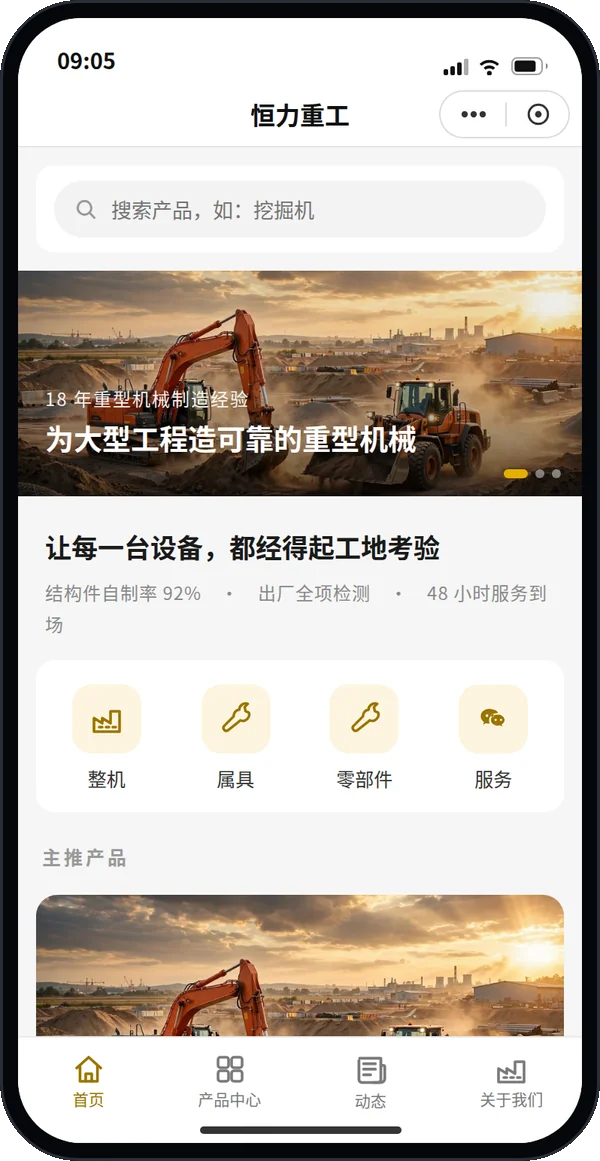 09:05
恒力重工
搜索产品，如：挖掘机
18 年重型机械制造经验
为大型工程造可靠的重型机械
让每一台设备，都经得起工地考验
结构件自制率 92% · 出厂全项检测 · 48 小时服务到
场
整机 属具 零部件 服务
主推产品
首页 产品中心 动态 关于我们